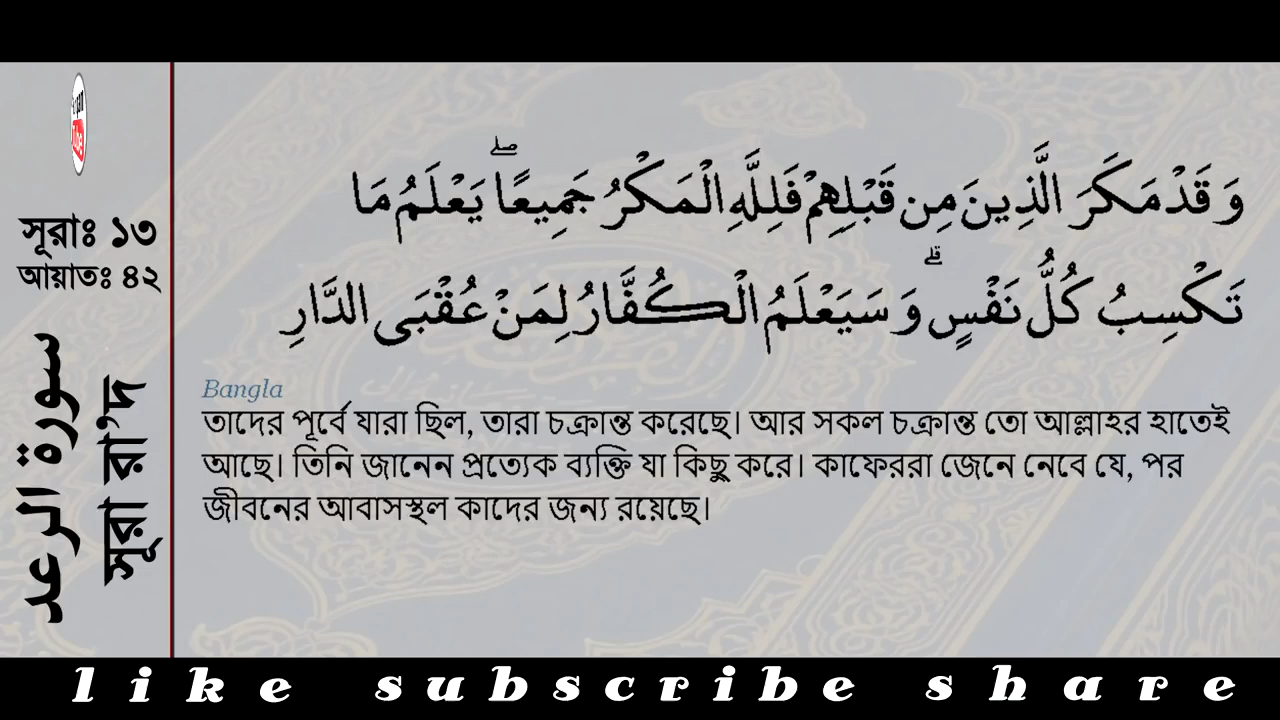 وَ قَدْ مَكَرَ الَّذِينَ مِن قَبْلِهِمْ فَلِلَّهِ الْمَكْرُ جَمِيعًا ۖ يَعْلَمُ مَا
تَكْسِبُ كُلُّ نَفْسٍ ۗ وَ سَيَعْلَمُ الْكُفَّارُ لِمَنْ عُقْبَى الدَّارِ
সূরাঃ ১৩
আয়াতঃ ৪২
سورة الرعد
সূরা রা'দ
Bangla
তাদের পূর্বে যারা ছিল, তারা চক্রান্ত করেছে। আর সকল চক্রান্ত তো আল্লাহর হাতেই
আছে। তিনি জানেন প্রত্যেক ব্যক্তি যা কিছু করে। কাফেররা জেনে নেবে যে, পর
জীবনের আবাসস্থল কাদের জন্য রয়েছে।
like subscribe share